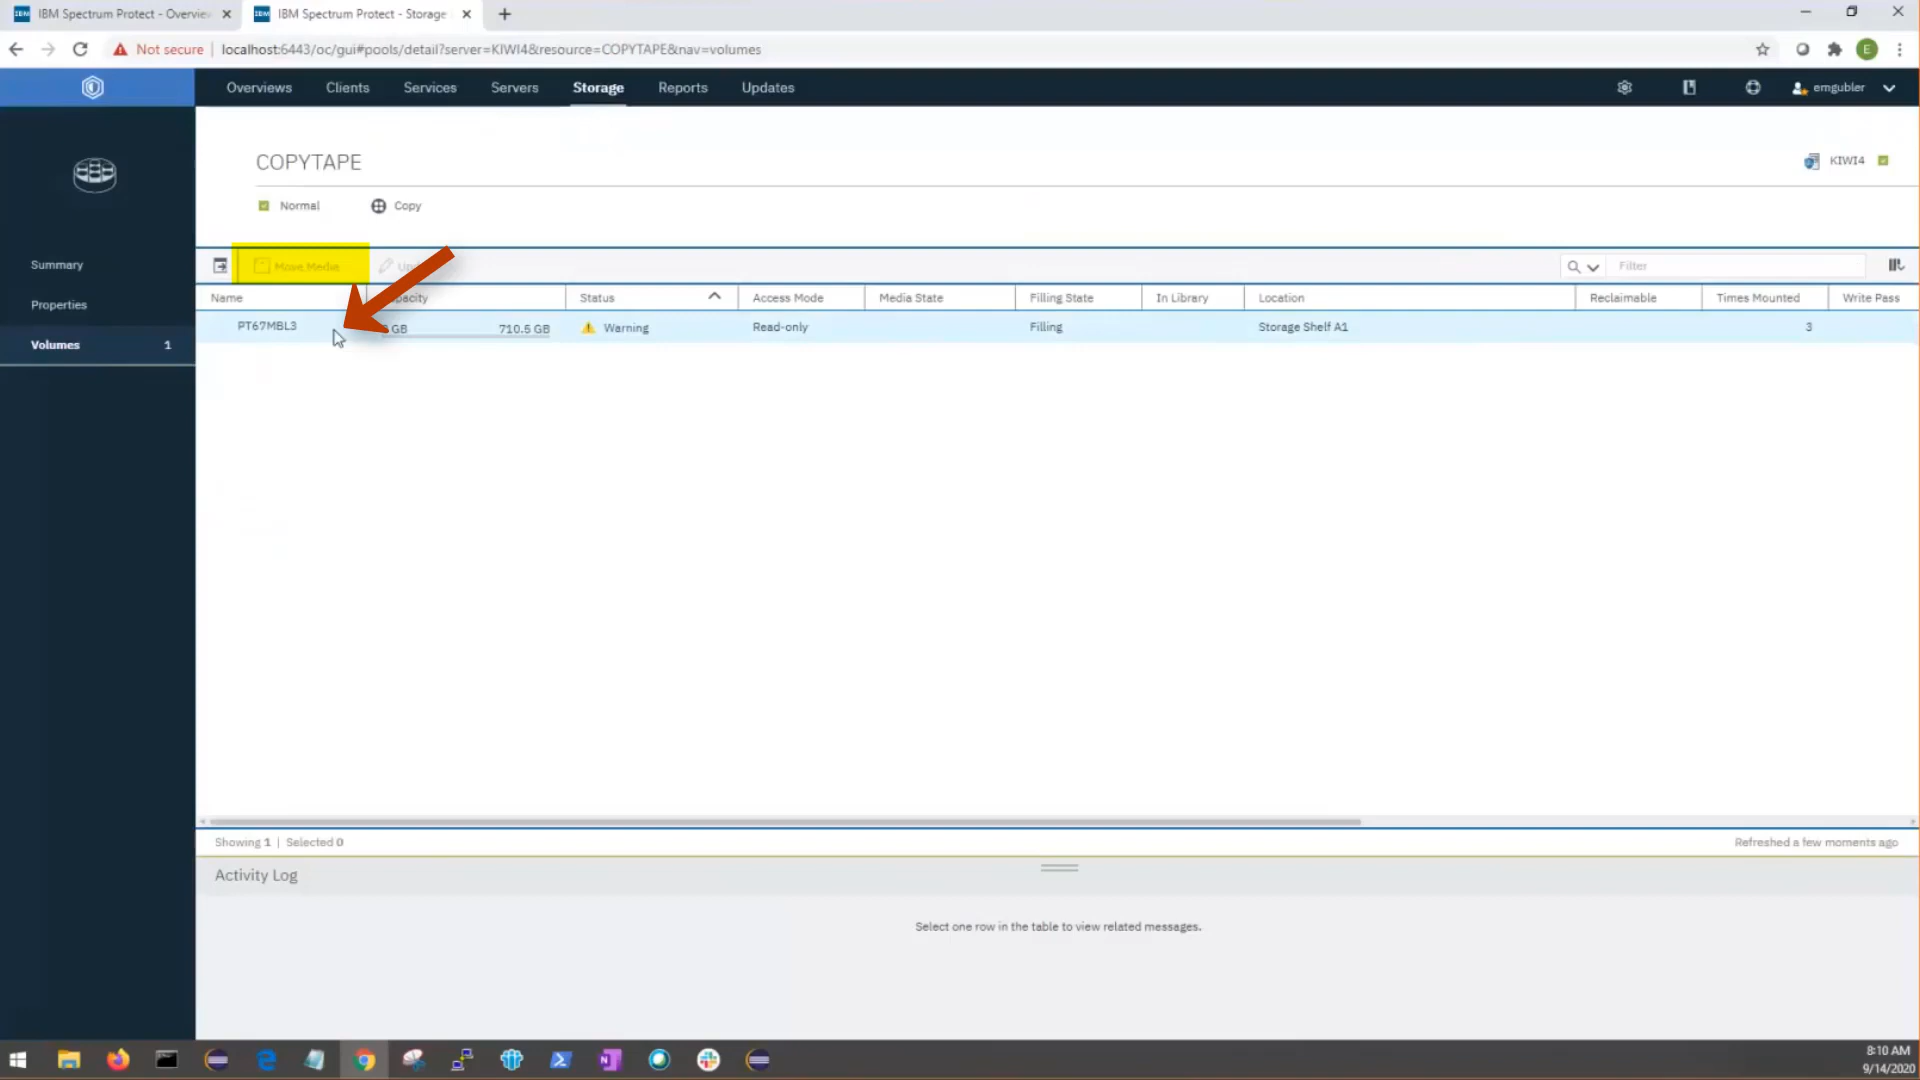 IBM Spectrum Protect - Overvie
IBM Spectrum Protect - Storage
Not secure | localhost:6443/oc/gui#pools/detail?server=KIWI4&resource=COPYTAPE&nav=volumes
E
Overviews Clients Services Servers Storage Reports Updates
emgubler
COPYTAPE
KIWI4
Normal Copy
Summary
Properties
Volumes 1
Move Media
Filter
Name Status Access Mode Media State Filling State In Library Location Reclaimable Times Mounted Write Pass
PT67MBL3 GB 710.5 GB Warning Read-only Filling Storage Shelf A1 3
Showing 1 | Selected 0
Refreshed a few moments ago
Activity Log
Select one row in the table to view related messages.
8:10 AM
9/14/2020